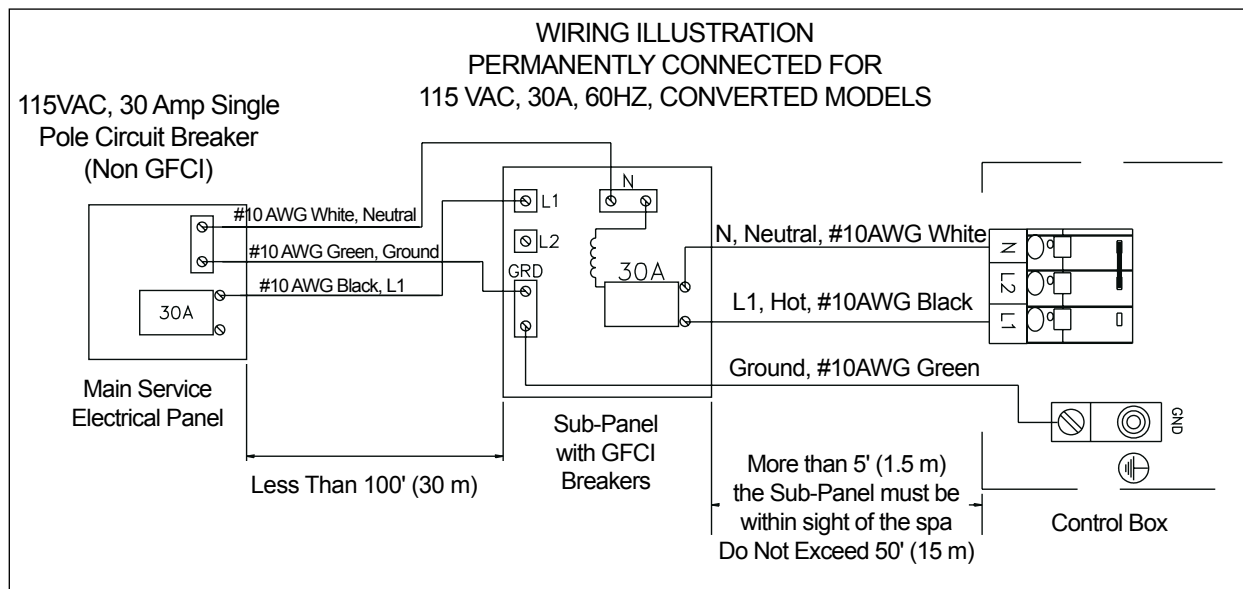 WIRING ILLUSTRATION
PERMANENTLY CONNECTED FOR
115 VAC, 30A, 60HZ, CONVERTED MODELS
115VAC, 30 Amp Single
Pole Circuit Breaker
(Non GFCI)
#10 AWG White, Neutral
#10 AWG Green, Ground
#10 AWG Black, L1
30A
Main Service
Electrical Panel
Less Than 100' (30 m)
L1
N
L2
GRD
30A
Sub-Panel
with GFCI
Breakers
N, Neutral, #10AWG White
L1, Hot, #10AWG Black
Ground, #10AWG Green
More than 5' (1.5 m)
the Sub-Panel must be
within sight of the spa
Do Not Exceed 50' (15 m)
N
L2
L1
GND
Control Box